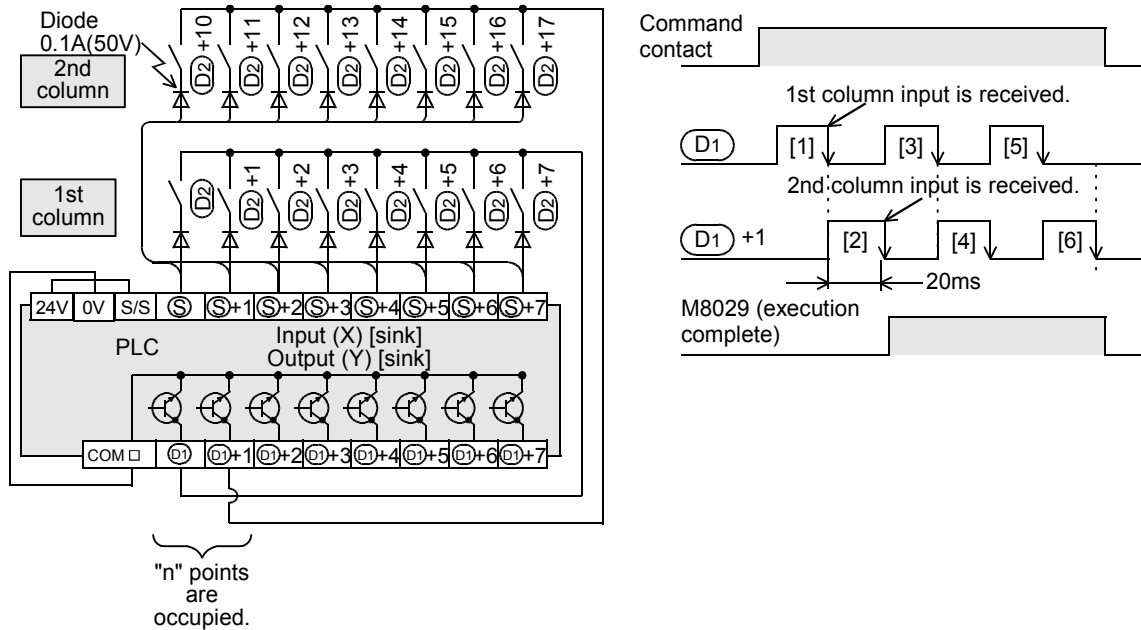 Diode
0.1A(50V)
2nd
column
D2 +10
D2 +11
D2 +12
D2 +13
D2 +14
D2 +15
D2 +16
D2 +17
1st
column
D2
D2 +1
D2 +2
D2 +3
D2 +4
D2 +5
D2 +6
D2 +7
24V 0V S/S S S+1 S+2 S+3 S+4 S+5 S+6 S+7
PLC
Input (X) [sink]
Output (Y) [sink]
COM □ D1 D1+1 D1+2 D1+3 D1+4 D1+5 D1+6 D1+7
"n" points
are
occupied.
Command
contact
1st column input is received.
D1 [1] [3] [5]
2nd column input is received.
D1 +1 [2] [4] [6]
20ms
M8029 (execution
complete)